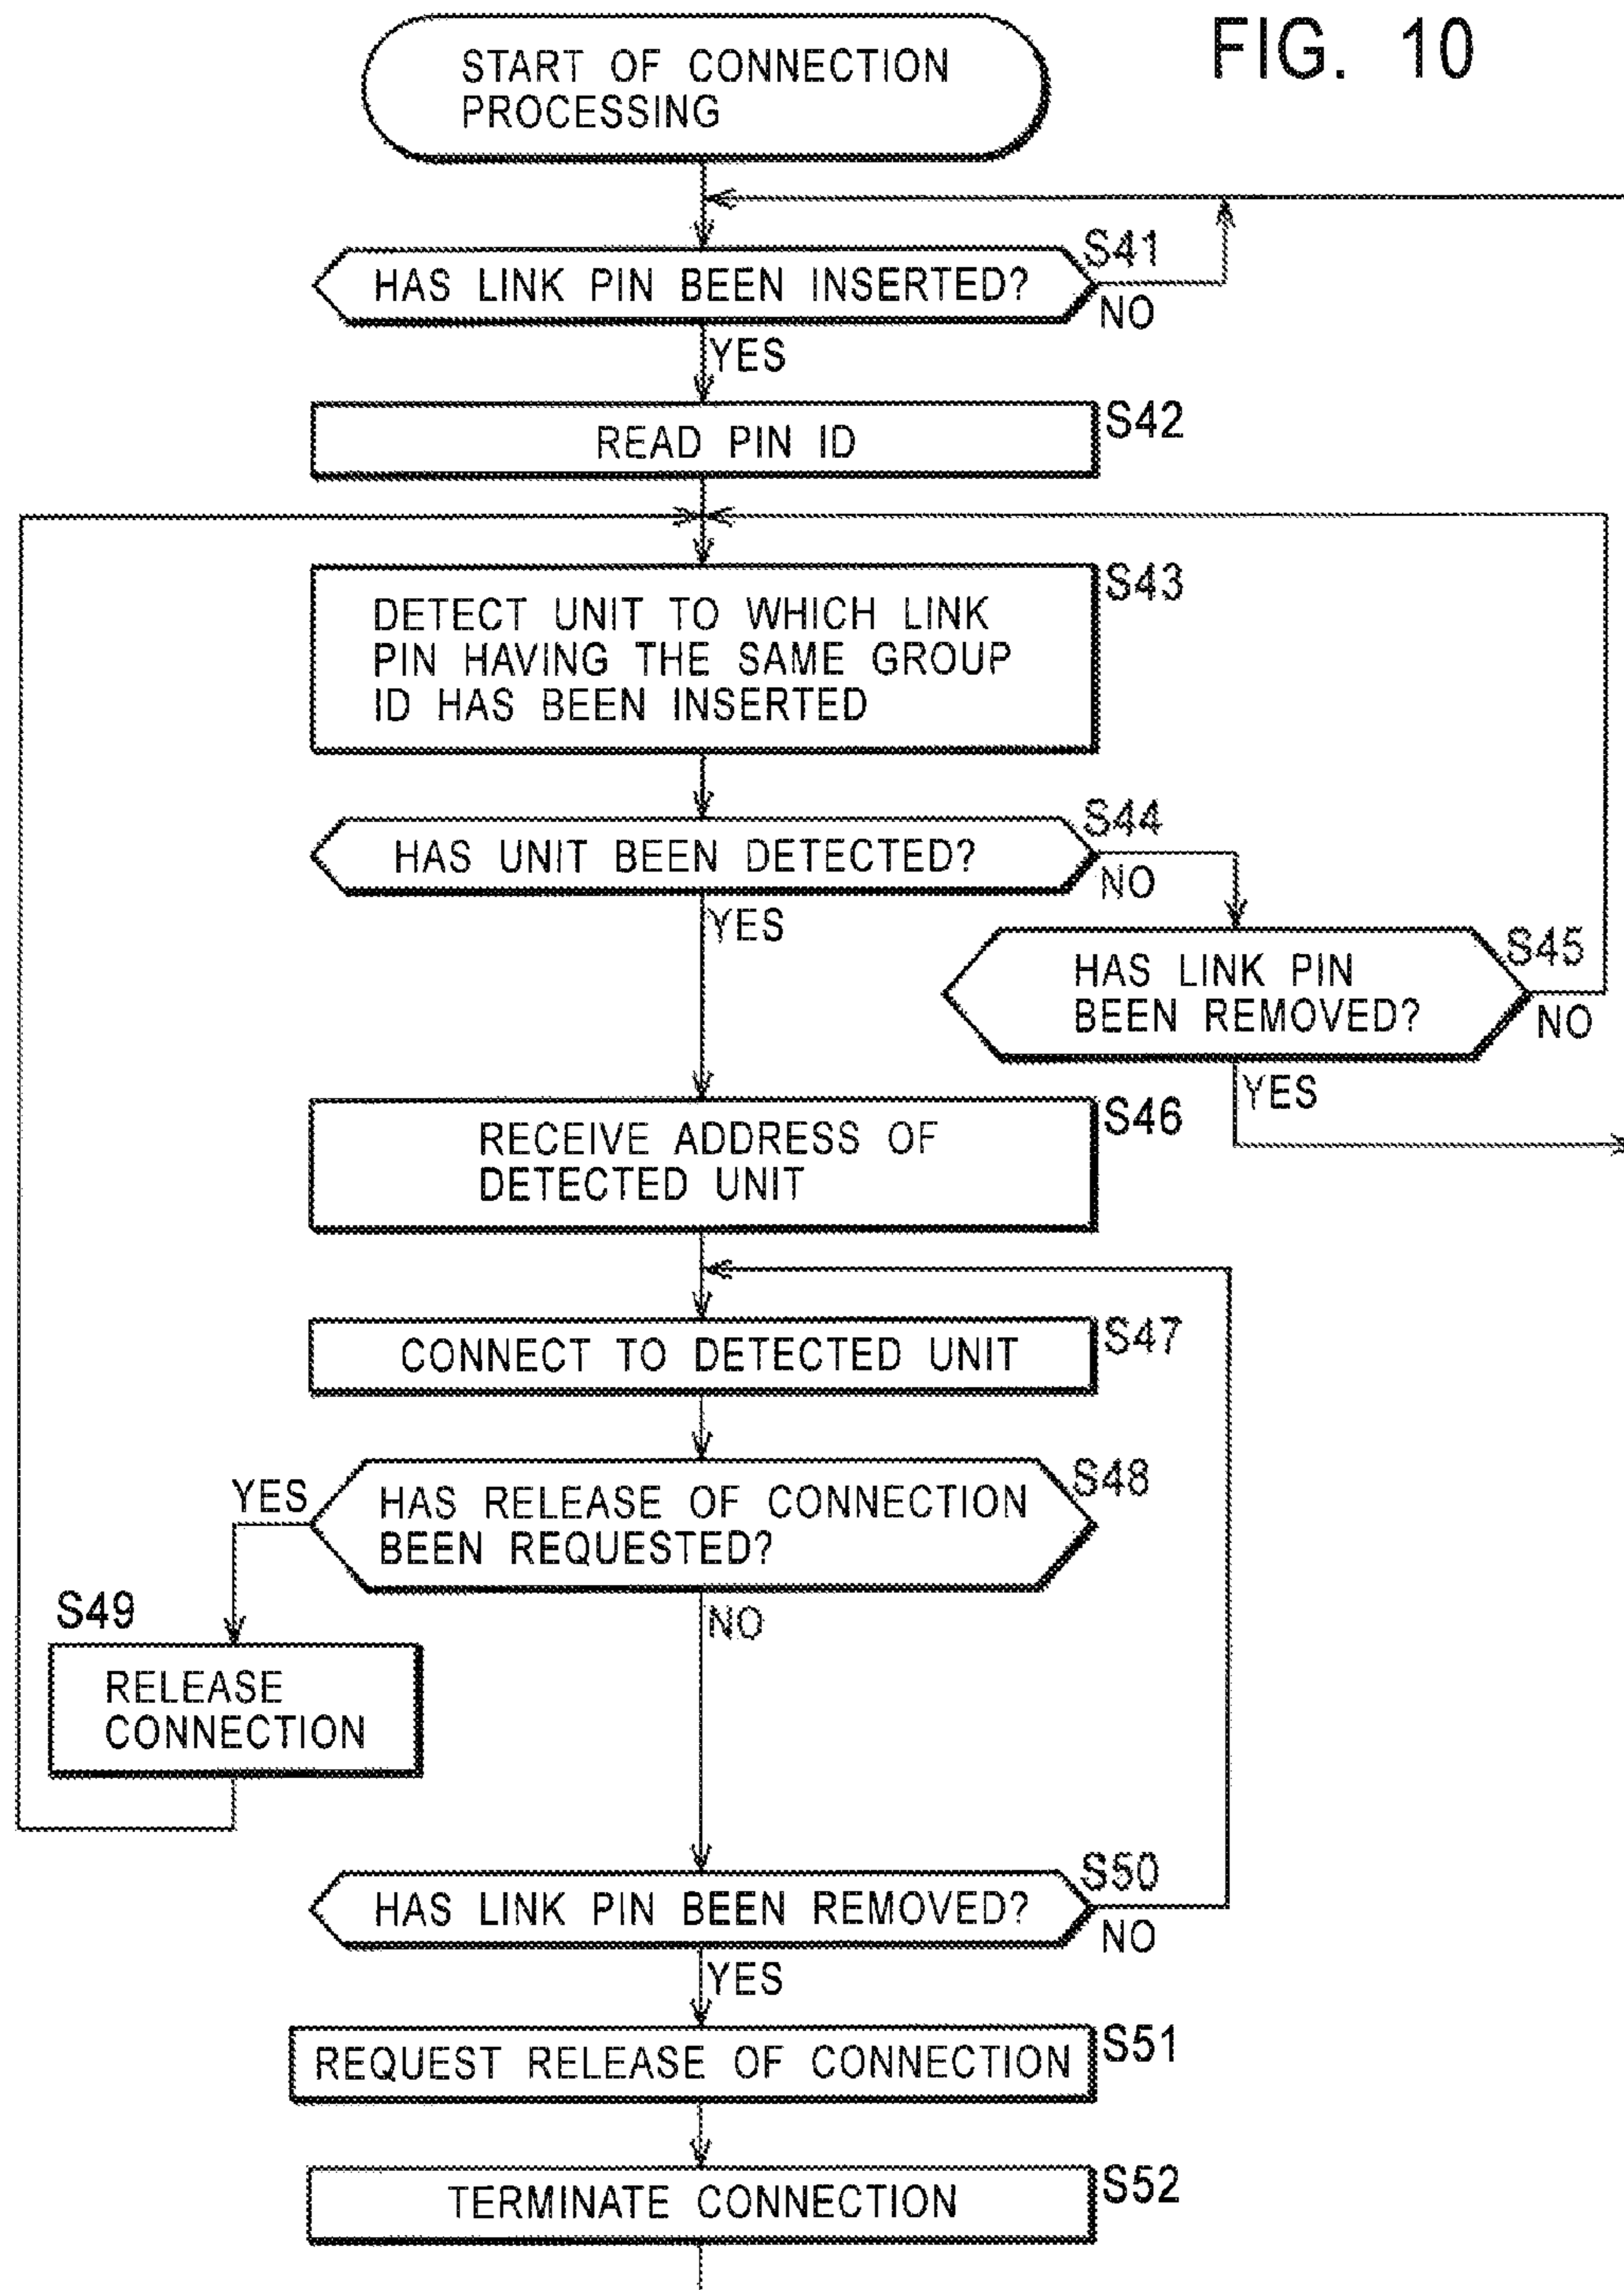 FIG. 10
START OF CONNECTION
PROCESSING
S41
HAS LINK PIN BEEN INSERTED?
NO
YES
S42
READ PIN ID
S43
DETECT UNIT TO WHICH LINK
PIN HAVING THE SAME GROUP
ID HAS BEEN INSERTED
S44
HAS UNIT BEEN DETECTED?
NO
YES
S45
HAS LINK PIN
BEEN REMOVED?
NO
YES
S46
RECEIVE ADDRESS OF
DETECTED UNIT
S47
CONNECT TO DETECTED UNIT
S48
YES
HAS RELEASE OF CONNECTION
BEEN REQUESTED?
NO
S49
RELEASE
CONNECTION
S50
HAS LINK PIN BEEN REMOVED?
NO
YES
S51
REQUEST RELEASE OF CONNECTION
S52
TERMINATE CONNECTION